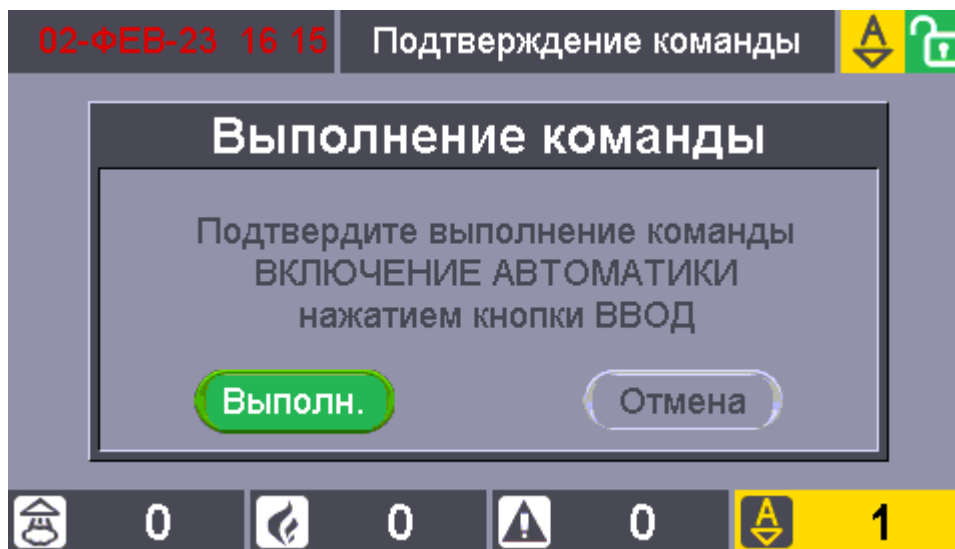 02-ФЕВ-23 16 15 Подтверждение команды A
Выполнение команды
Подтвердите выполнение команды
ВКЛЮЧЕНИЕ АВТОМАТИКИ
нажатием кнопки ВВОД
Выполн. Отмена
0 0 0 A 1